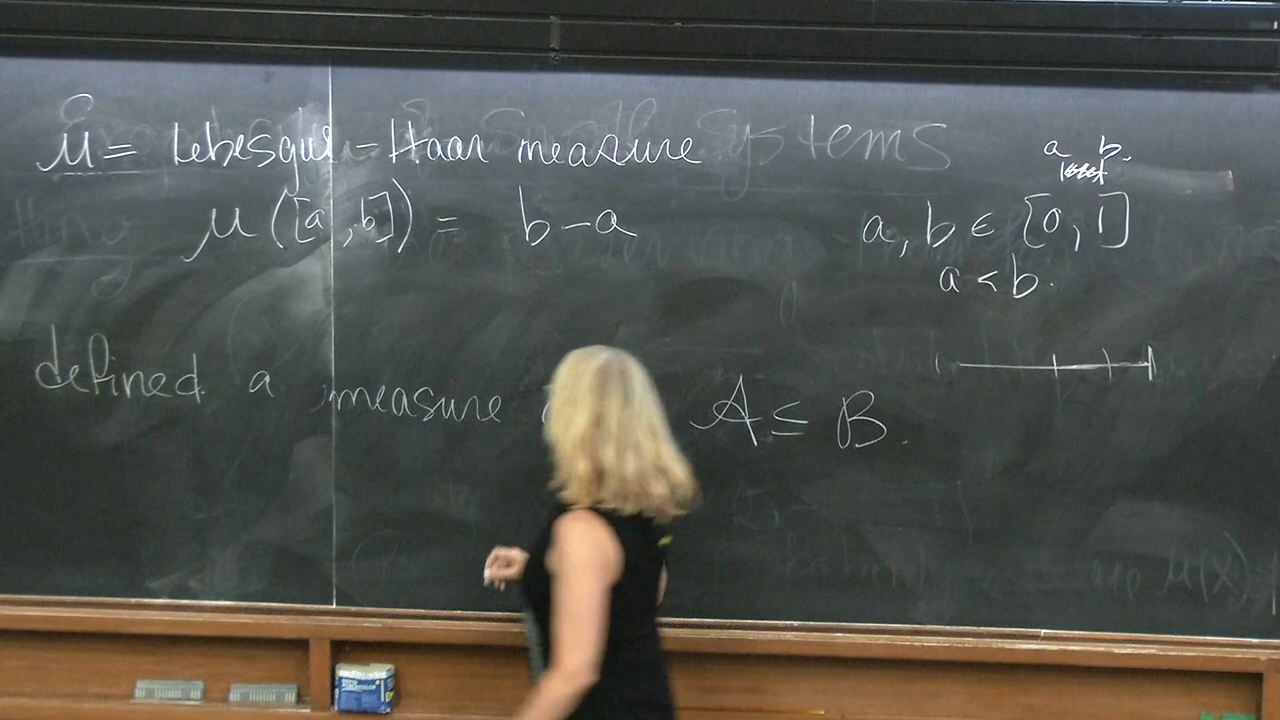 μ = Lebesgue-Haar measure
a b.
μ([a,b]) = b-a
a, b ∈ [0,1]
a < b.
defined a measure A ≤ B.